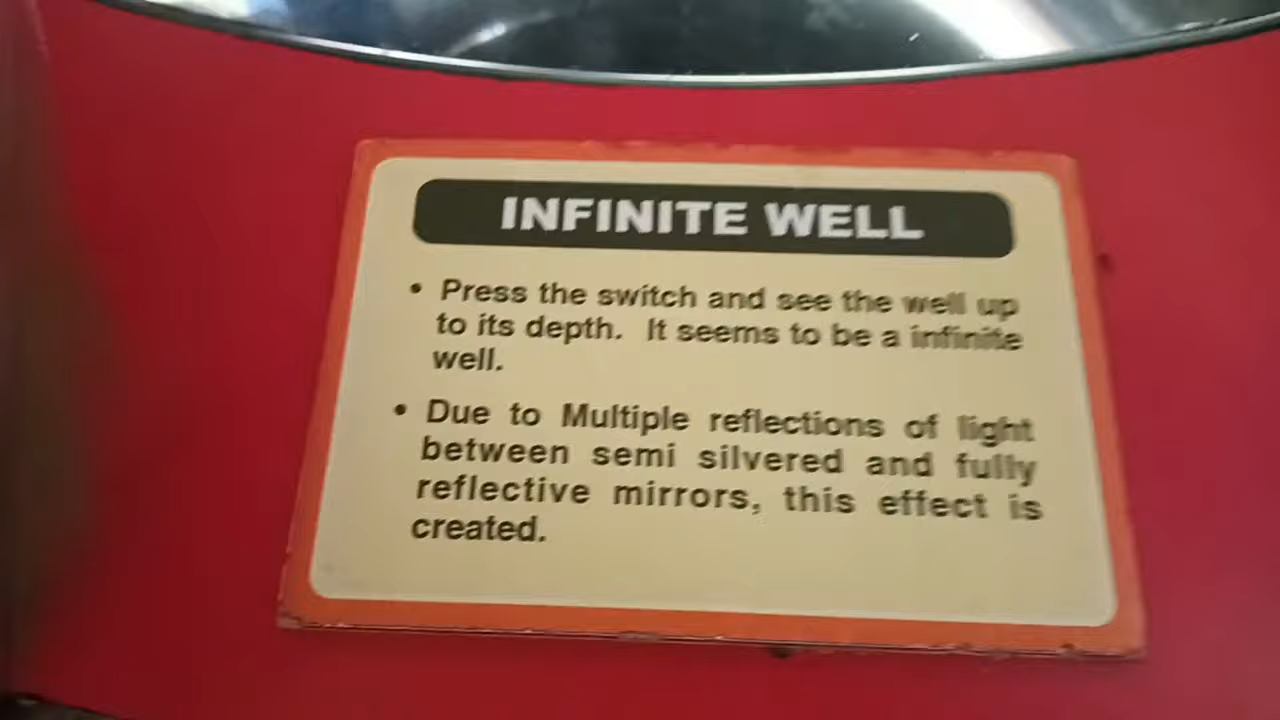 INFINITE WELL
• Press the switch and see the well up
to its depth. It seems to be a infinite
well.
• Due to Multiple reflections of light
between semi silvered and fully
reflective mirrors, this effect is
created.